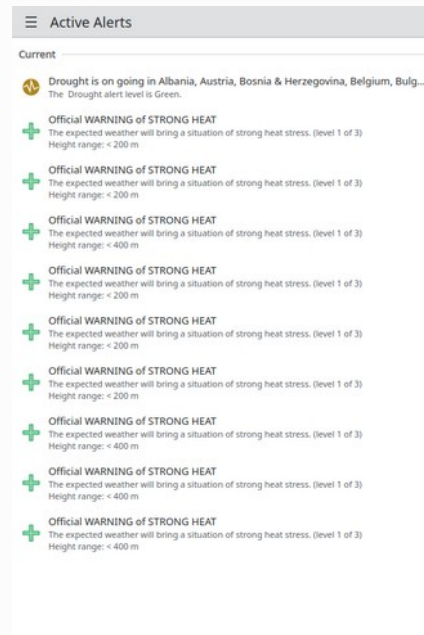 Active Alerts
Current
Drought is on going in Albania, Austria, Bosnia & Herzegovina, Belgium, Bulg...
The  Drought alert level is Green.
Official WARNING of STRONG HEAT
The expected weather will bring a situation of strong heat stress. (level 1 of 3)
Height range: < 200 m
Official WARNING of STRONG HEAT
The expected weather will bring a situation of strong heat stress. (level 1 of 3)
Height range: < 200 m
Official WARNING of STRONG HEAT
The expected weather will bring a situation of strong heat stress. (level 1 of 3)
Height range: < 400 m
Official WARNING of STRONG HEAT
The expected weather will bring a situation of strong heat stress. (level 1 of 3)
Height range: < 200 m
Official WARNING of STRONG HEAT
The expected weather will bring a situation of strong heat stress. (level 1 of 3)
Height range: < 200 m
Official WARNING of STRONG HEAT
The expected weather will bring a situation of strong heat stress. (level 1 of 3)
Height range: < 200 m
Official WARNING of STRONG HEAT
The expected weather will bring a situation of strong heat stress. (level 1 of 3)
Height range: < 400 m
Official WARNING of STRONG HEAT
The expected weather will bring a situation of strong heat stress. (level 1 of 3)
Height range: < 400 m
Official WARNING of STRONG HEAT
The expected weather will bring a situation of strong heat stress. (level 1 of 3)
Height range: < 400 m